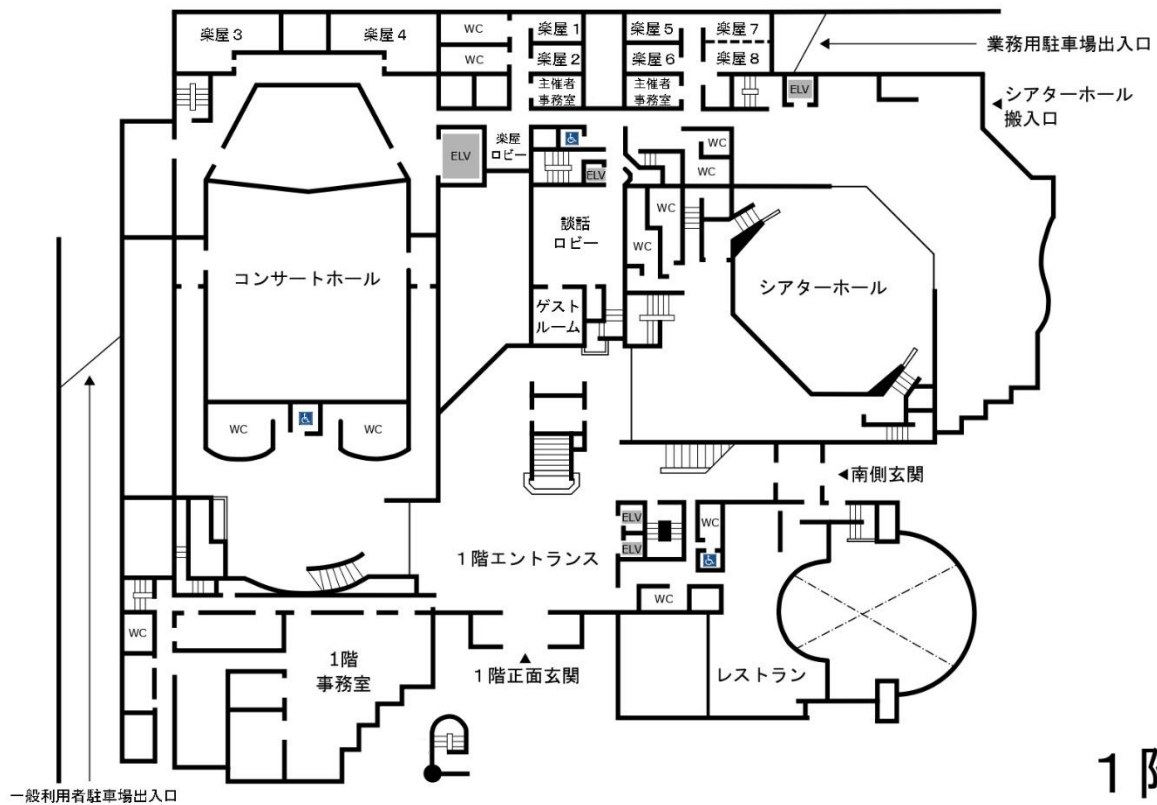 楽屋3
楽屋4
WC
WC
楽屋1
楽屋2
主催者
事務室
楽屋5
楽屋6
主催者
事務室
楽屋7
楽屋8
業務用駐車場出入口
ELV
シアターホール
搬入口
ELV
楽屋
ロビー
ELV
WC
WC
WC
WC
談話
ロビー
コンサートホール
シアターホール
ゲスト
ルーム
WC
WC
南側玄関
ELV
ELV
WC
1階エントランス
WC
WC
1階
事務室
1階正面玄関
レストラン
一般利用者駐車場出入口
1